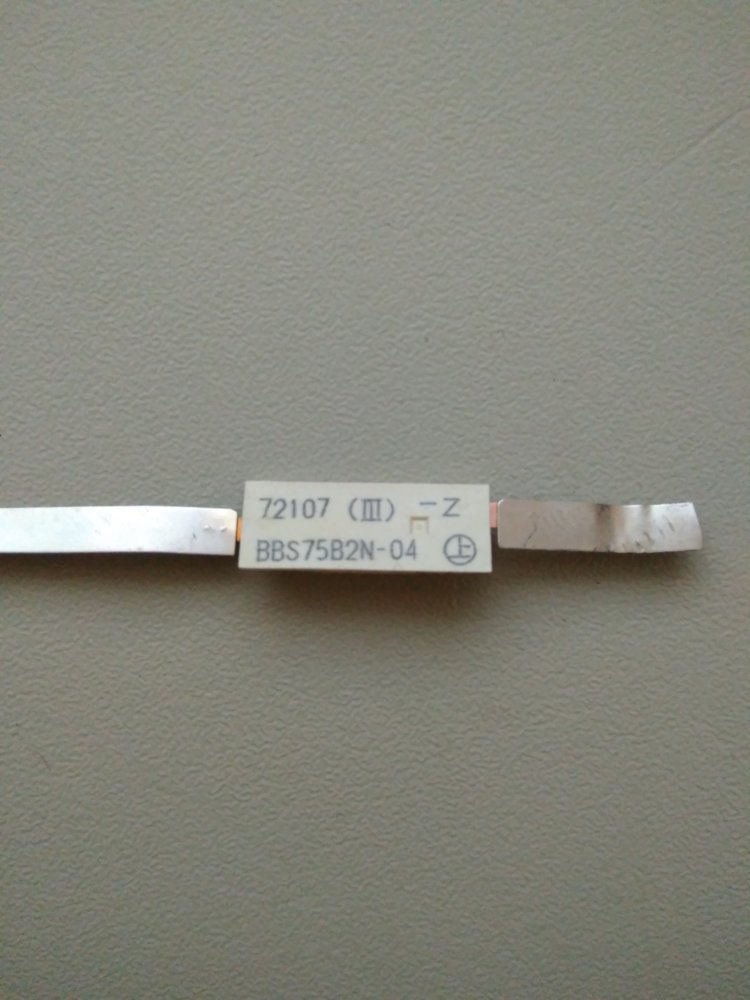 72107 (III) -Z
BBS75B2N-04 上